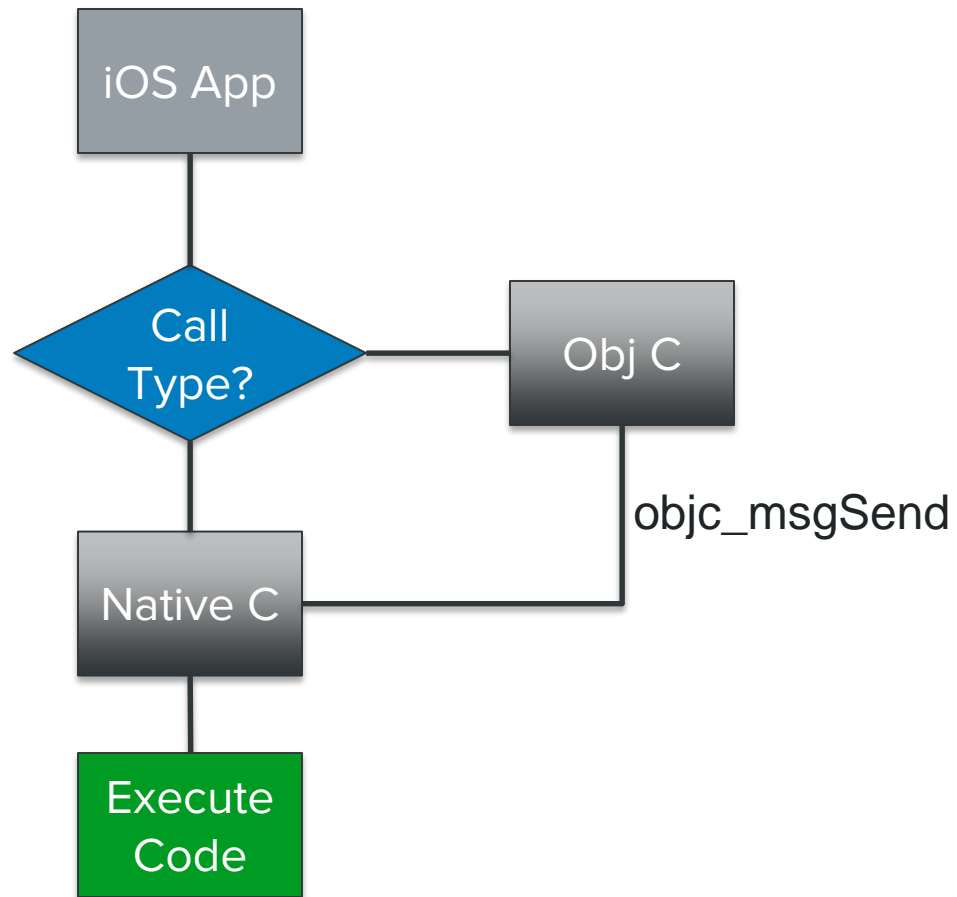 iOS App
Call
Type?
Obj C
objc_msgSend
Native C
Execute
Code